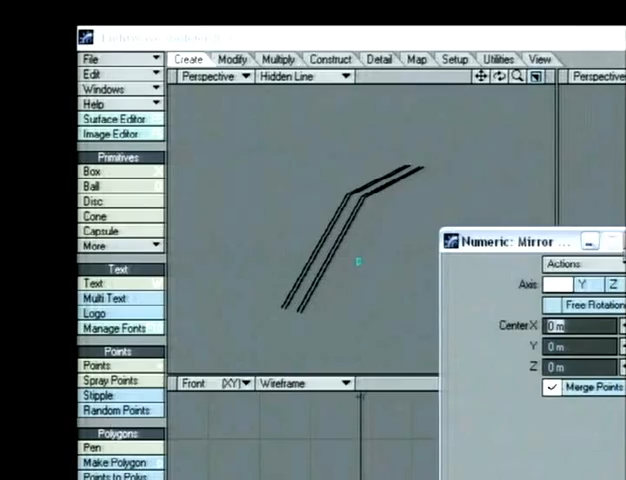 File
Edit
Windows
Help
Surface Editor
Image Editor
Primitives
Box
Ball
Disc
Cone
Capsule
More
Text
Text
Multi Text
Logo
Manage Fonts
Points
Points
Spray Points
Stipple
Random Points
Polygons
Pen
Make Polygon
Points to Polys
Create Modify Multiply Construct Detail Map Setup Utilities View
Perspective Hidden Line Perspective
Numeric: Mirror ...
Actions
Axis Y Z
Free Rotation
Center X 0 m
Y 0 m
Z 0 m
Merge Points
Front (XY) Wireframe